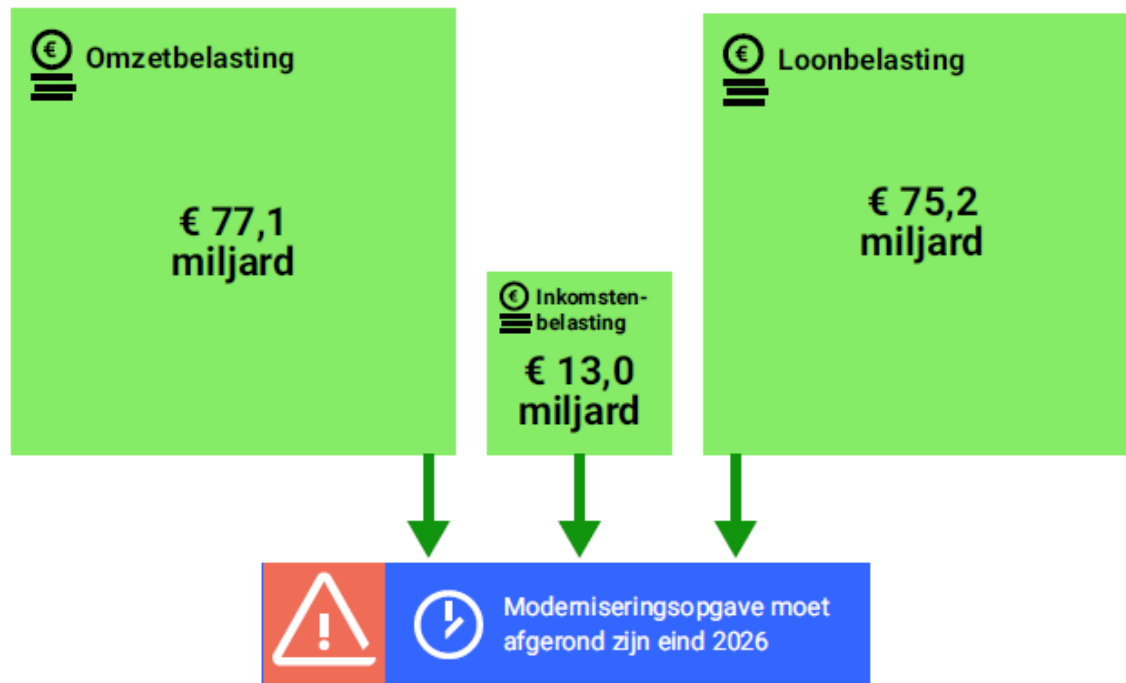 Omzetbelasting
€ 77,1
miljard
Inkomsten-
belasting
€ 13,0
miljard
Loonbelasting
€ 75,2
miljard
Moderniseringsopgave moet
afgerond zijn eind 2026